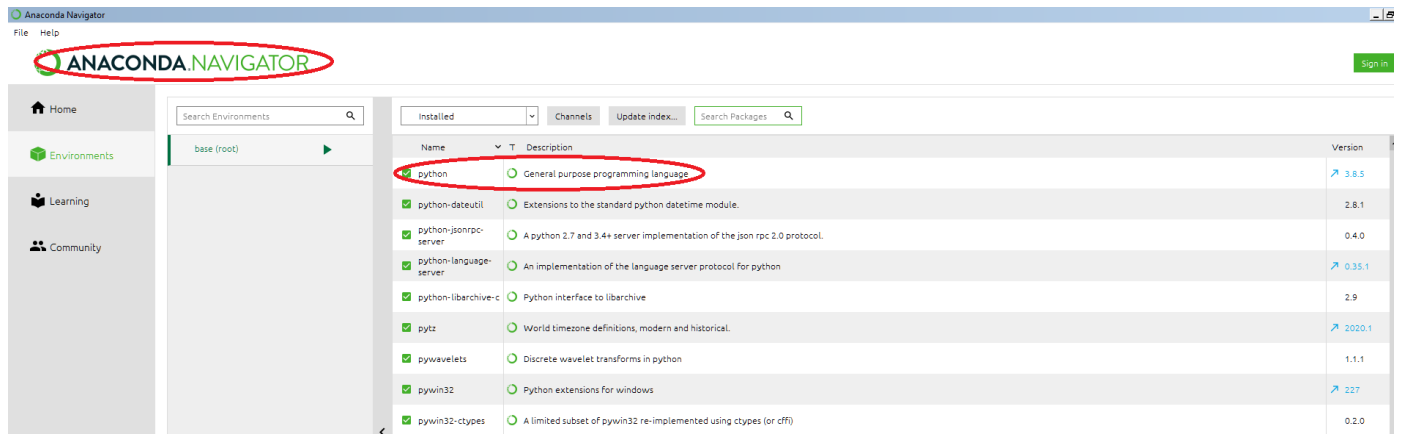 Anaconda Navigator
File Help
ANACONDA.NAVIGATOR
Sign in
Home
Environments
Learning
Community
Search Environments
base (root)
Installed Channels Update index... Search Packages
Name T Description Version
python General purpose programming language 3.8.5
python-dateutil Extensions to the standard python datetime module. 2.8.1
python-jsonrpc-
server A python 2.7 and 3.4+ server implementation of the json rpc 2.0 protocol. 0.4.0
python-language-
server An implementation of the language server protocol for python 0.35.1
python-libarchive-c Python interface to libarchive 2.9
pytz World timezone definitions, modern and historical. 2020.1
pywavelets Discrete wavelet transforms in python 1.1.1
pywin32 Python extensions for windows 227
pywin32-ctypes A limited subset of pywin32 re-implemented using ctypes (or cffi) 0.2.0